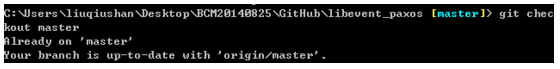 C:\Users\liuqiushan\Desktop\BCM20140825\GitHub\libevent_paxos [master]> git chec
kout master
Already on 'master'
Your branch is up-to-date with 'origin/master'.